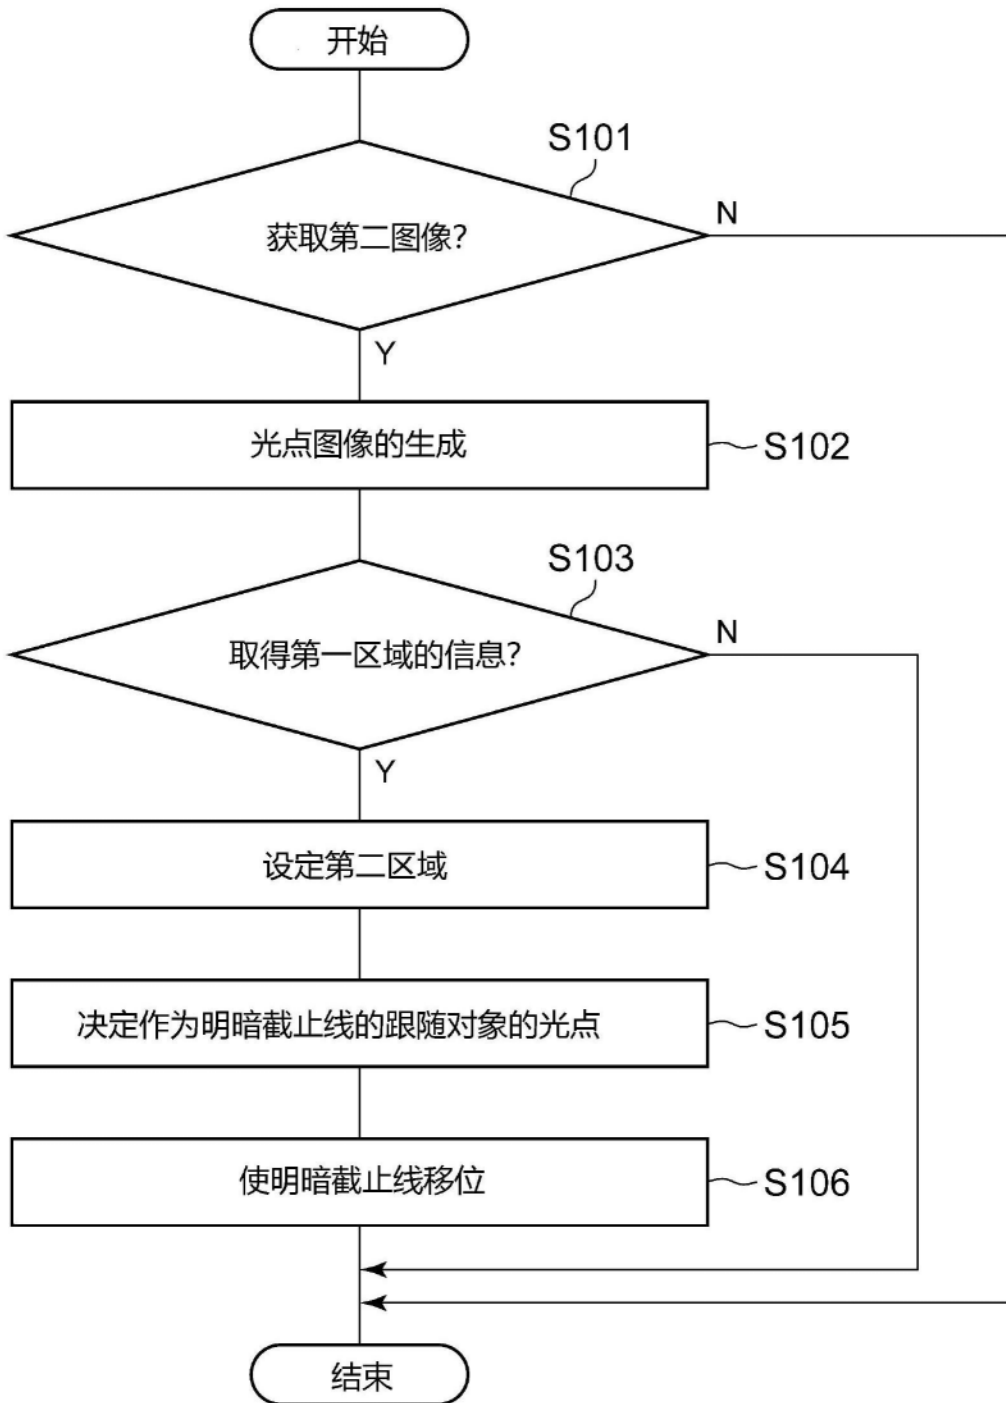 开始
S101
获取第二图像?
N
Y
光点图像的生成
S102
S103
取得第一区域的信息?
N
Y
设定第二区域
S104
决定作为明暗截止线的跟随对象的光点
S105
使明暗截止线移位
S106
结束